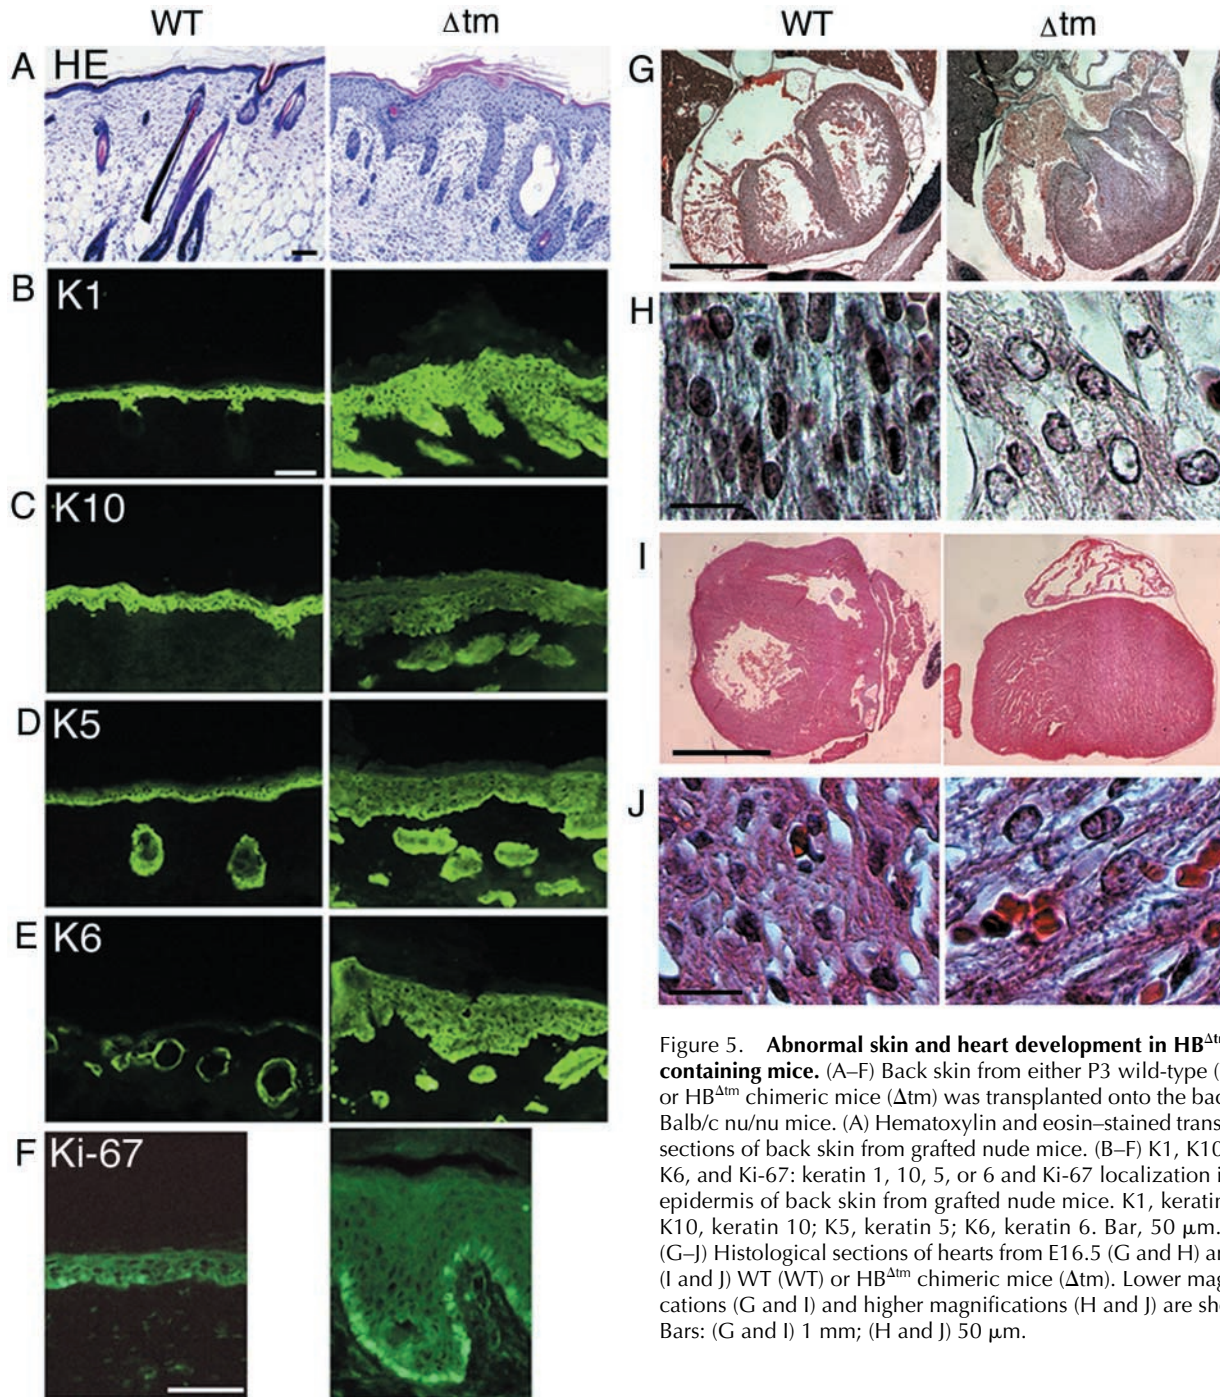 WT Δtm WT Δtm
A HE
B K1
C K10
D K5
E K6
F Ki-67
G
H
I
J
Figure 5. Abnormal skin and heart development in HBΔtm
containing mice. (A–F) Back skin from either P3 wild-type (
or HBΔtm chimeric mice (Δtm) was transplanted onto the
Balb/c nu/nu mice. (A) Hematoxylin and eosin–stained
sections of back skin from grafted nude mice. (B–F) K1, K10
K6, and Ki-67: keratin 1, 10, 5, or 6 and Ki-67 localization
epidermis of back skin from grafted nude mice. K1, keratin
K10, keratin 10; K5, keratin 5; K6, keratin 6. Bar, 50 μm.
(G–J) Histological sections of hearts from E16.5 (G and H)
(I and J) WT (WT) or HBΔtm chimeric mice (Δtm). Lower
cations (G and I) and higher magnifications (H and J) are
Bars: (G and I) 1 mm; (H and J) 50 μm.